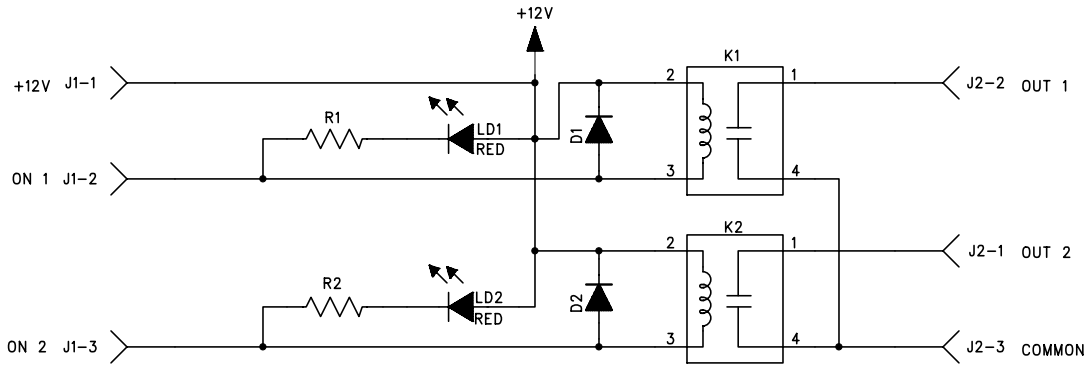 +12V
K1
+12V J1-1
2
1
J2-2 OUT 1
R1
LD1
RED
D1
ON 1 J1-2
3
4
K2
2
1
J2-1 OUT 2
R2
LD2
RED
D2
ON 2 J1-3
3
4
J2-3 COMMON